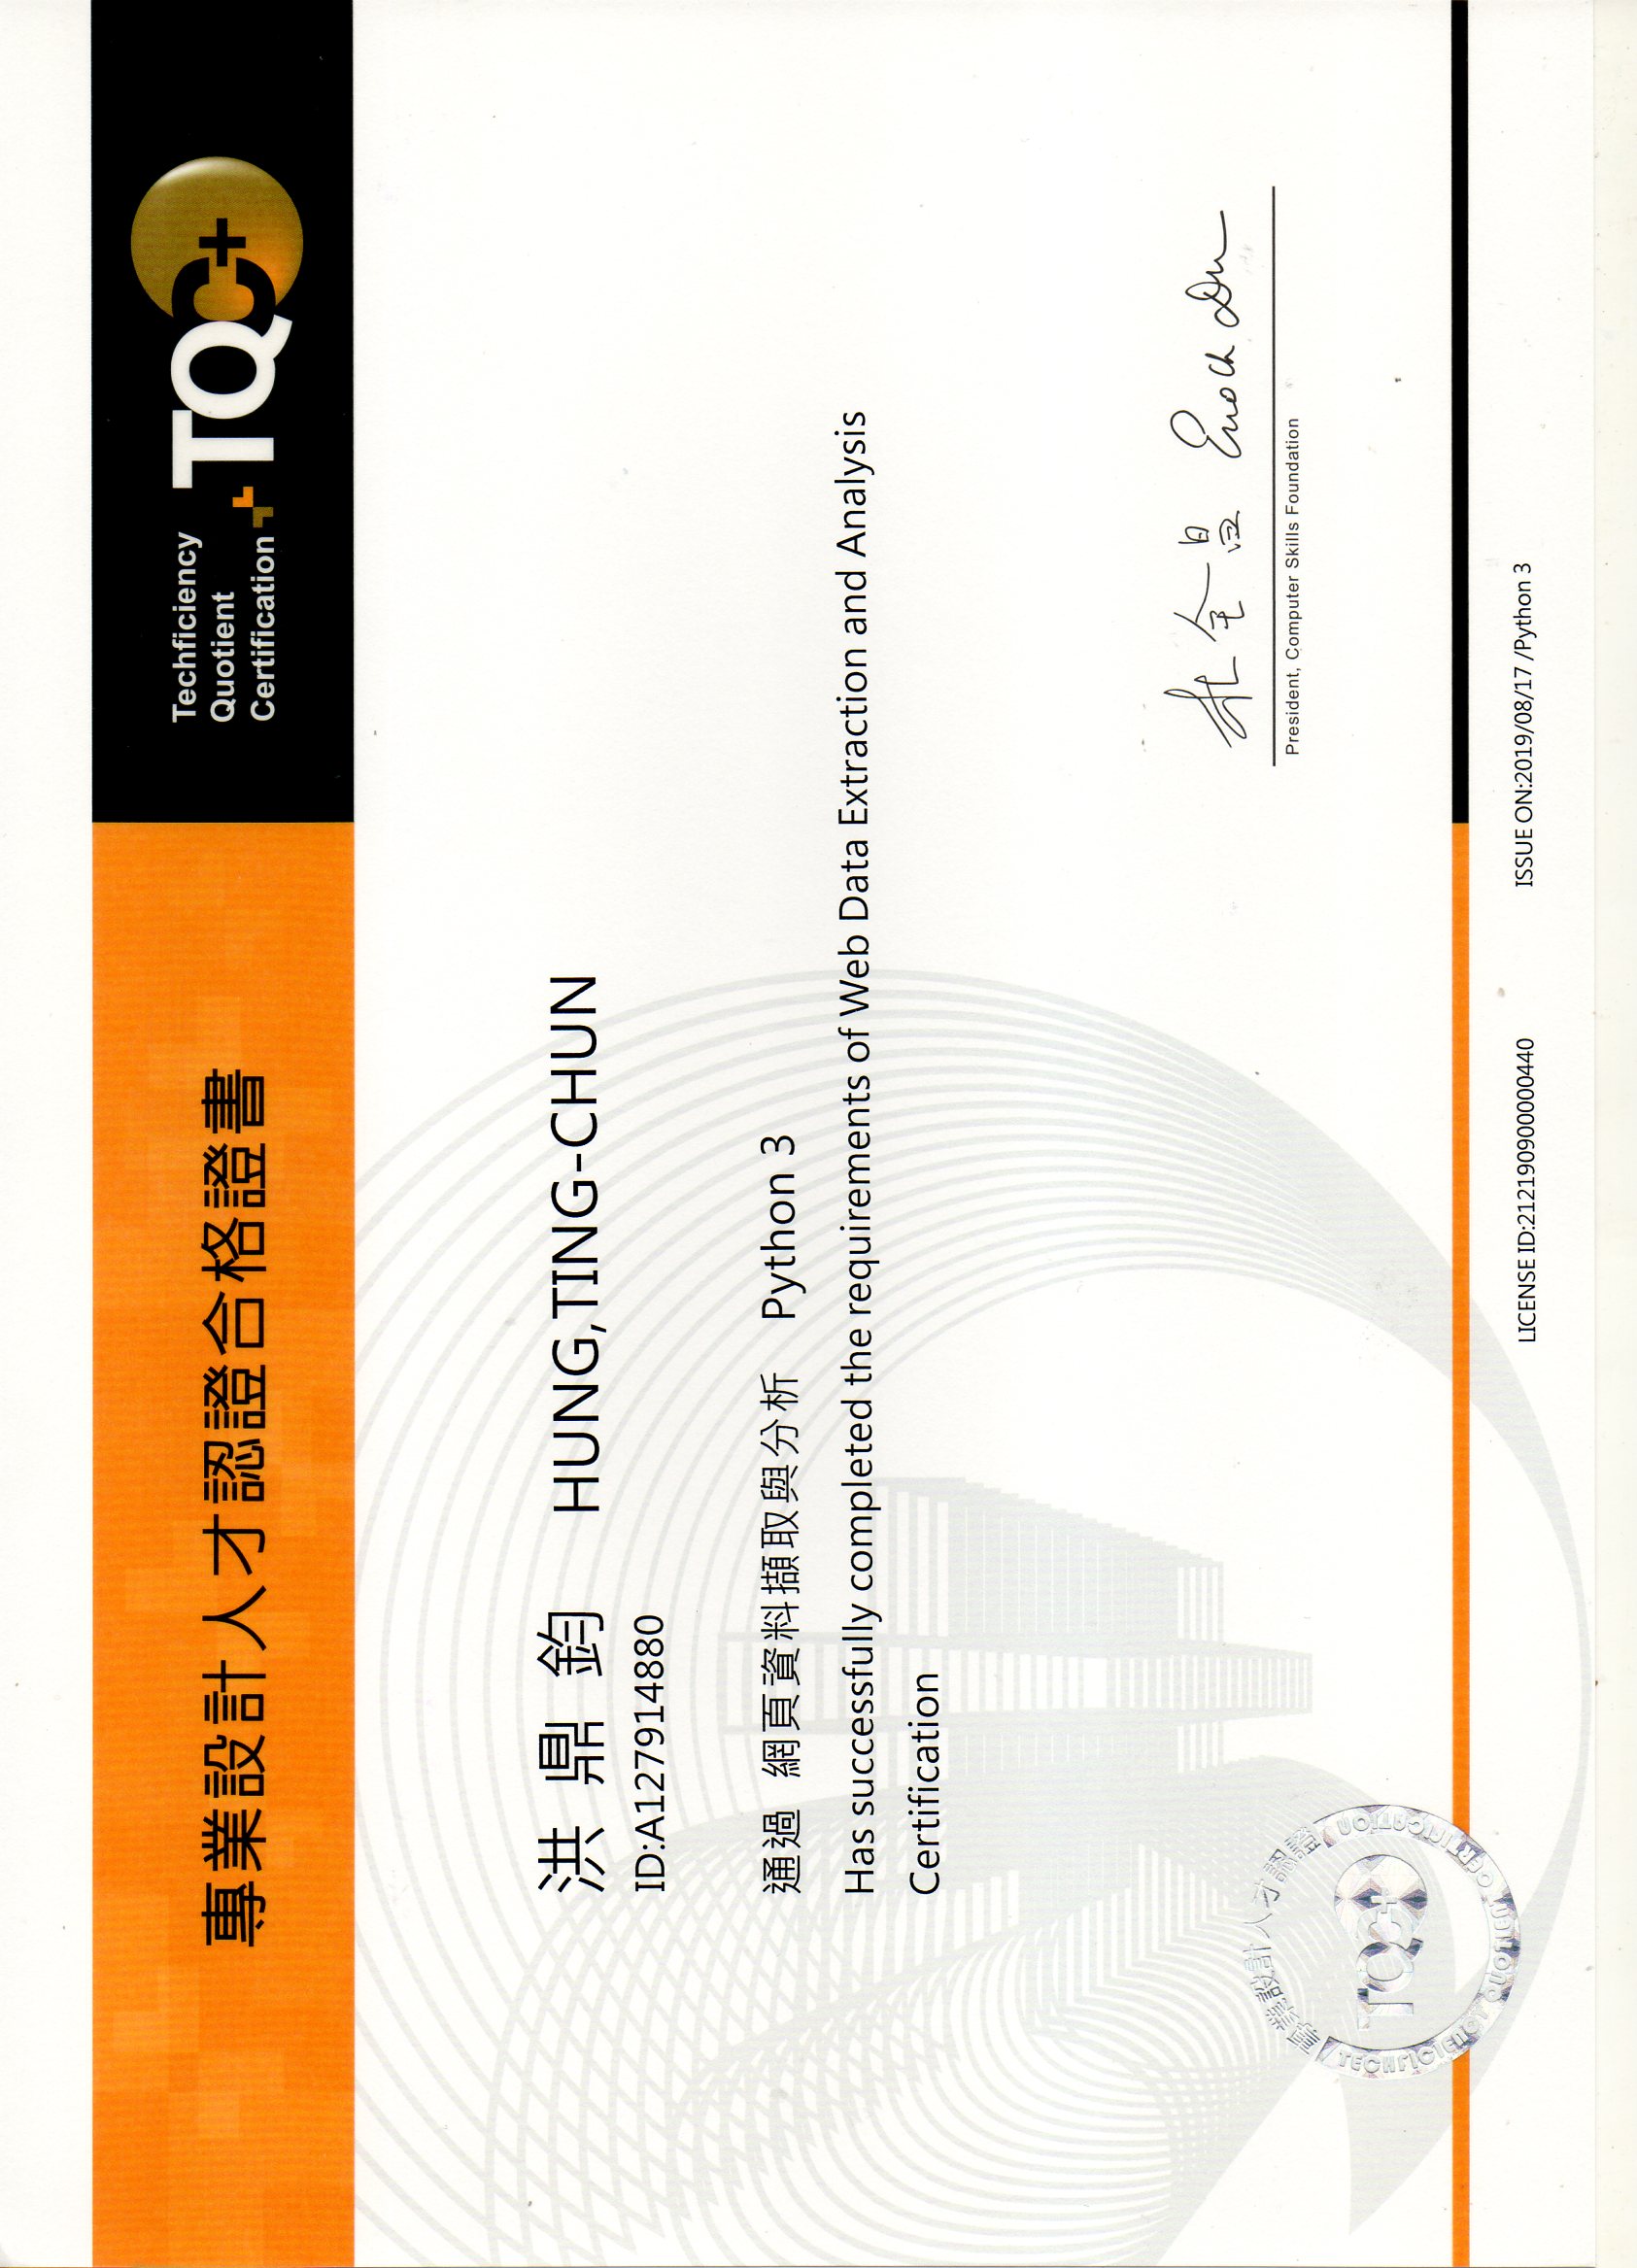 專業設計人才認證合格證書
Techficiency
Quotient
Certification
TQC+
洪鼎鈞 HUNG,TING-CHUN
ID:A127914880
通過 網頁資料擷取與分析 Python 3
Has successfully completed the requirements of Web Data Extraction and Analysis
Certification
杜全昌 Enoch Du
President, Computer Skills Foundation
專業設計人才認證
TQC+
TECHFICIENCY QUOTIENT CERTIFICATION
LICENSE ID:212190900000440 ISSUE ON:2019/08/17 /Python 3